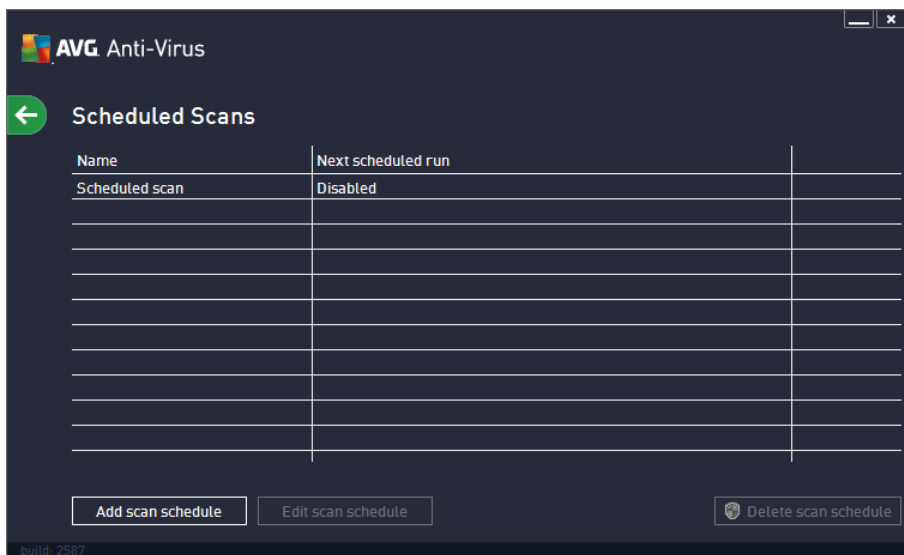 AVG. Anti-Virus
Scheduled Scans
Name Next scheduled run
Scheduled scan Disabled
Add scan schedule Edit scan schedule Delete scan schedule
build: 2587